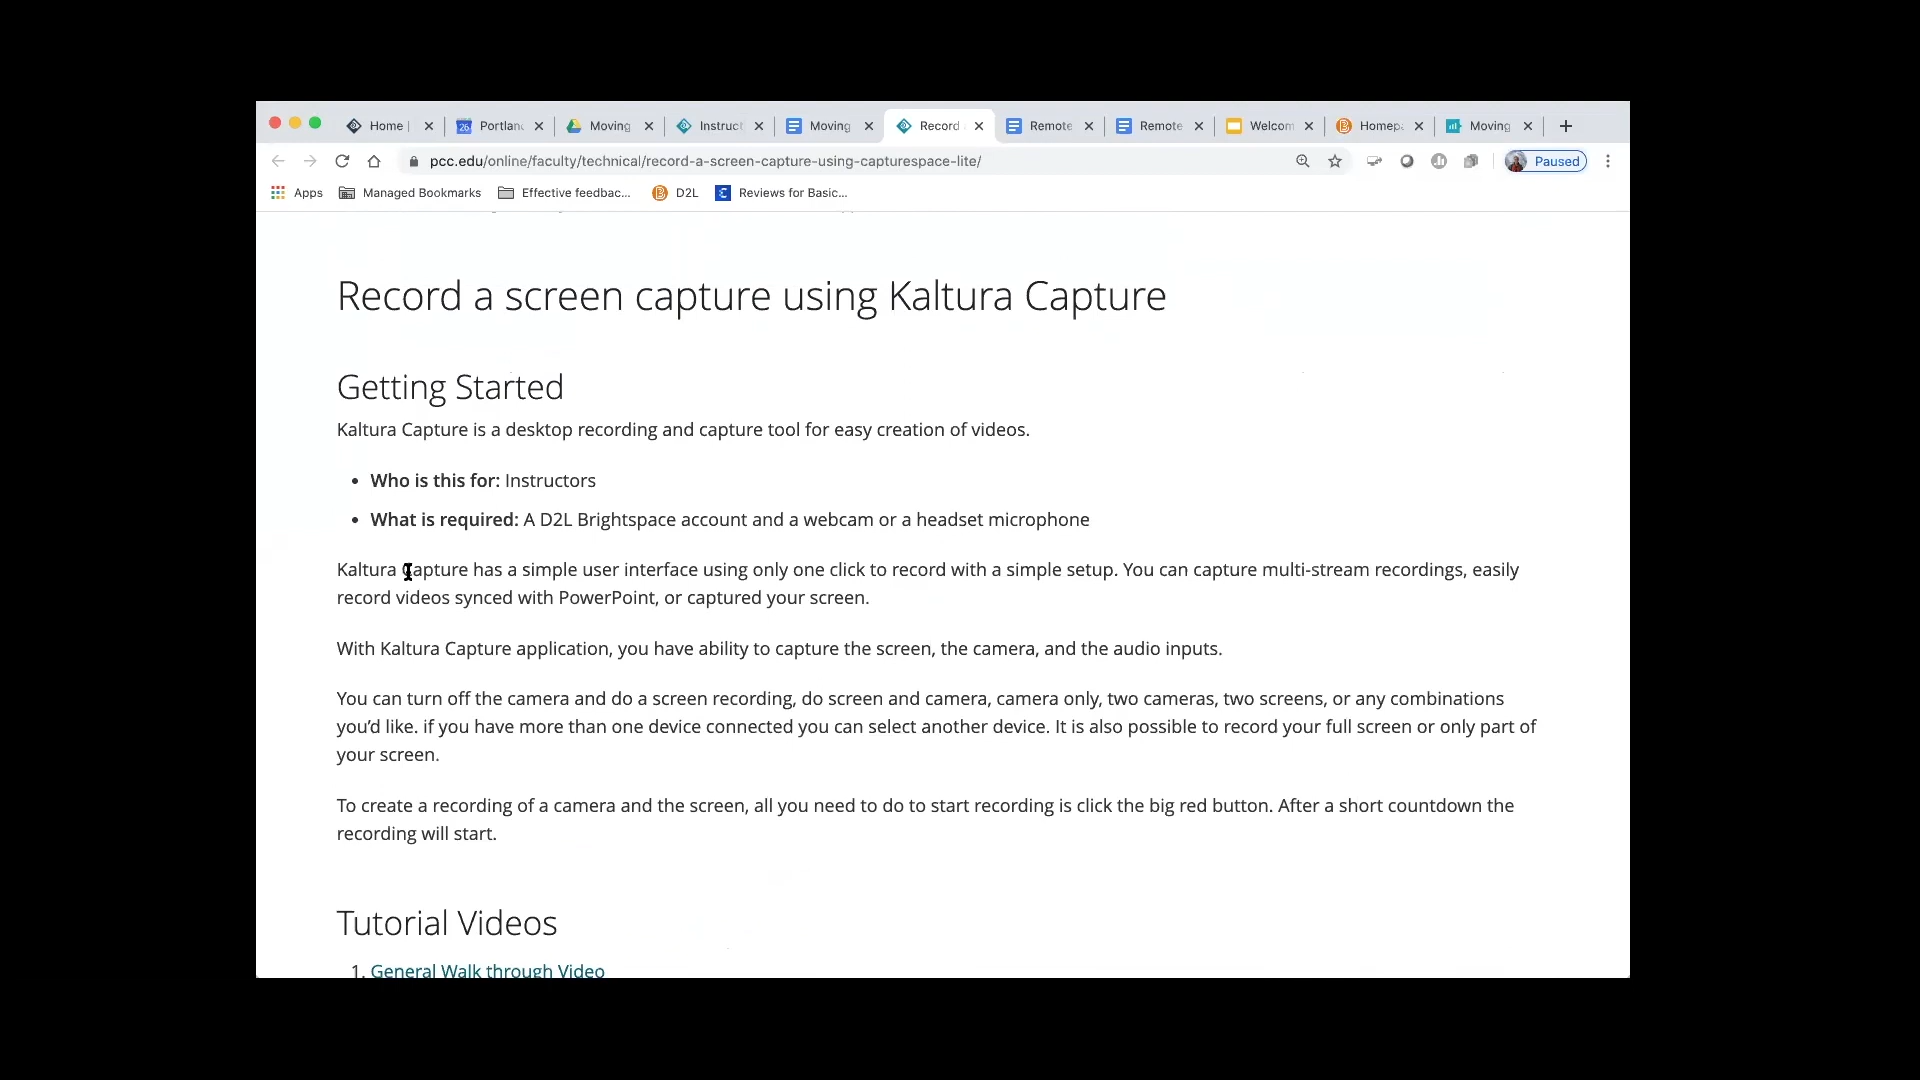 Home
Portlan
Moving
Instruct
Moving
Record
Remote
Remote
Welcom
Homep
Moving
pcc.edu/online/faculty/technical/record-a-screen-capture-using-capturespace-lite/
Paused
Apps
Managed Bookmarks
Effective feedbac...
D2L
Reviews for Basic...
Record a screen capture using Kaltura Capture
Getting Started
Kaltura Capture is a desktop recording and capture tool for easy creation of videos.
• Who is this for: Instructors
• What is required: A D2L Brightspace account and a webcam or a headset microphone
Kaltura Capture has a simple user interface using only one click to record with a simple setup. You can capture multi-stream recordings, easily
record videos synced with PowerPoint, or captured your screen.
With Kaltura Capture application, you have ability to capture the screen, the camera, and the audio inputs.
You can turn off the camera and do a screen recording, do screen and camera, camera only, two cameras, two screens, or any combinations
you’d like. if you have more than one device connected you can select another device. It is also possible to record your full screen or only part of
your screen.
To create a recording of a camera and the screen, all you need to do to start recording is click the big red button. After a short countdown the
recording will start.
Tutorial Videos
1. General Walk through Video